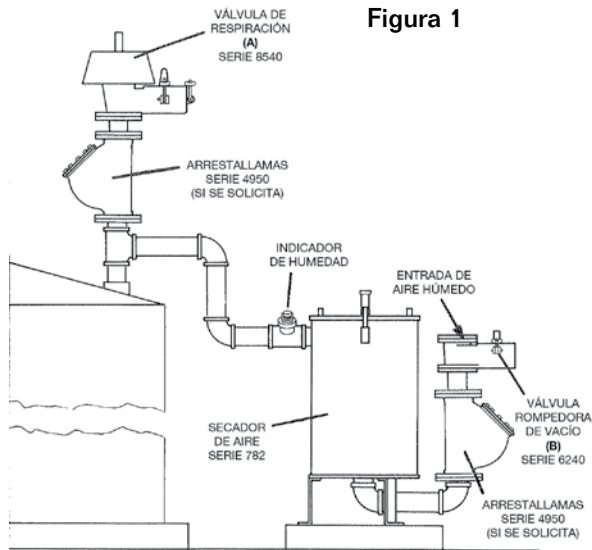 Figura 1
VÁLVULA DE
RESPIRACIÓN
(A)
SERIE 8540
ARRESTALLAMAS
SERIE 4950
(SI SE SOLICITA)
INDICADOR
DE HUMEDAD
ENTRADA DE
AIRE HÚMEDO
SECADOR
DE AIRE
SERIE 782
VÁLVULA
ROMPEDORA
DE VACÍO
(B)
SERIE 6240
ARRESTALLAMAS
SERIE 4950
(SI SE SOLICITA)